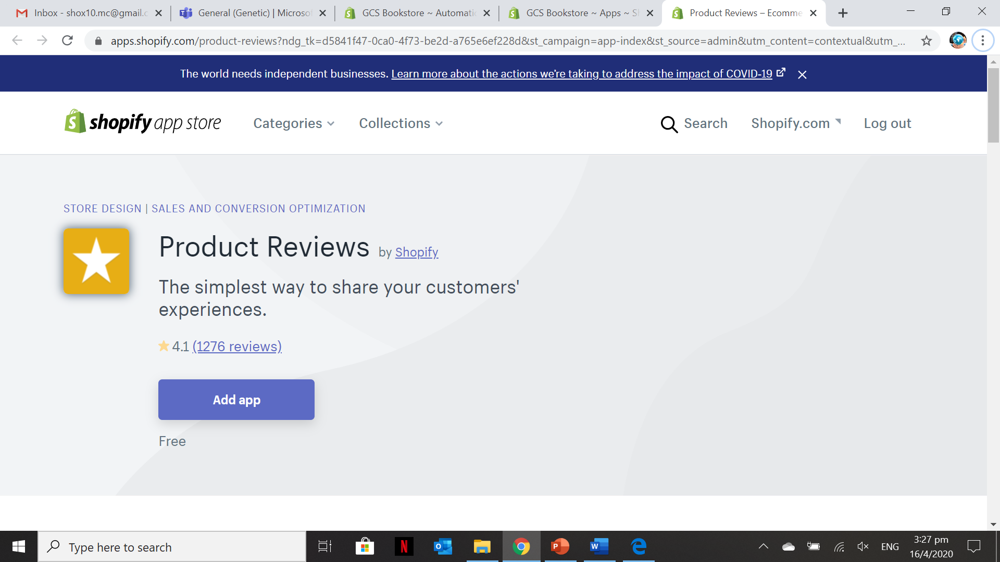 Inbox - shox10.mc@gmail.c
General (Genetic) | Microso
GCS Bookstore ~ Automatic
GCS Bookstore ~ Apps ~ Sh
Product Reviews – Ecomme
apps.shopify.com/product-reviews?ndg_tk=d5841f47-0ca0-4f73-be2d-a765e6ef228d&st_campaign=app-index&st_source=admin&utm_content=contextual&utm_...
The world needs independent businesses. Learn more about the actions we’re taking to address the impact of COVID-19
shopify app store
Categories
Collections
Search
Shopify.com
Log out
STORE DESIGN | SALES AND CONVERSION OPTIMIZATION
Product Reviews by Shopify
The simplest way to share your customers'
experiences.
4.1 (1276 reviews)
Add app
Free
Type here to search
ENG
3:27 pm
16/4/2020